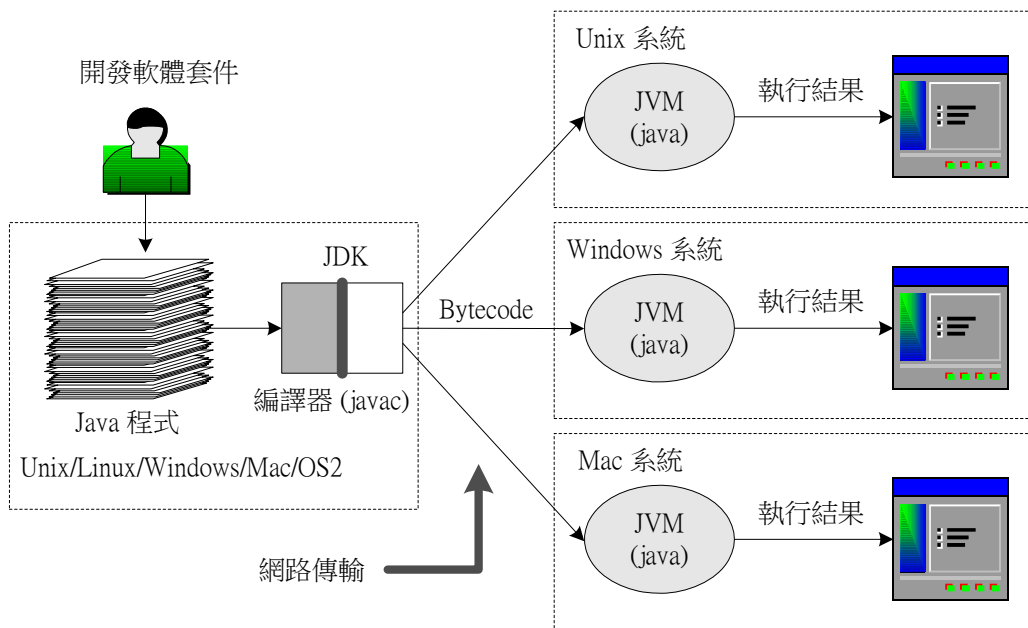 開發軟體套件
JDK
Java 程式
編譯器 (javac)
Unix/Linux/Windows/Mac/OS2
Bytecode
網路傳輸
Unix 系統
JVM
(java)
執行結果
Windows 系統
JVM
(java)
執行結果
Mac 系統
JVM
(java)
執行結果